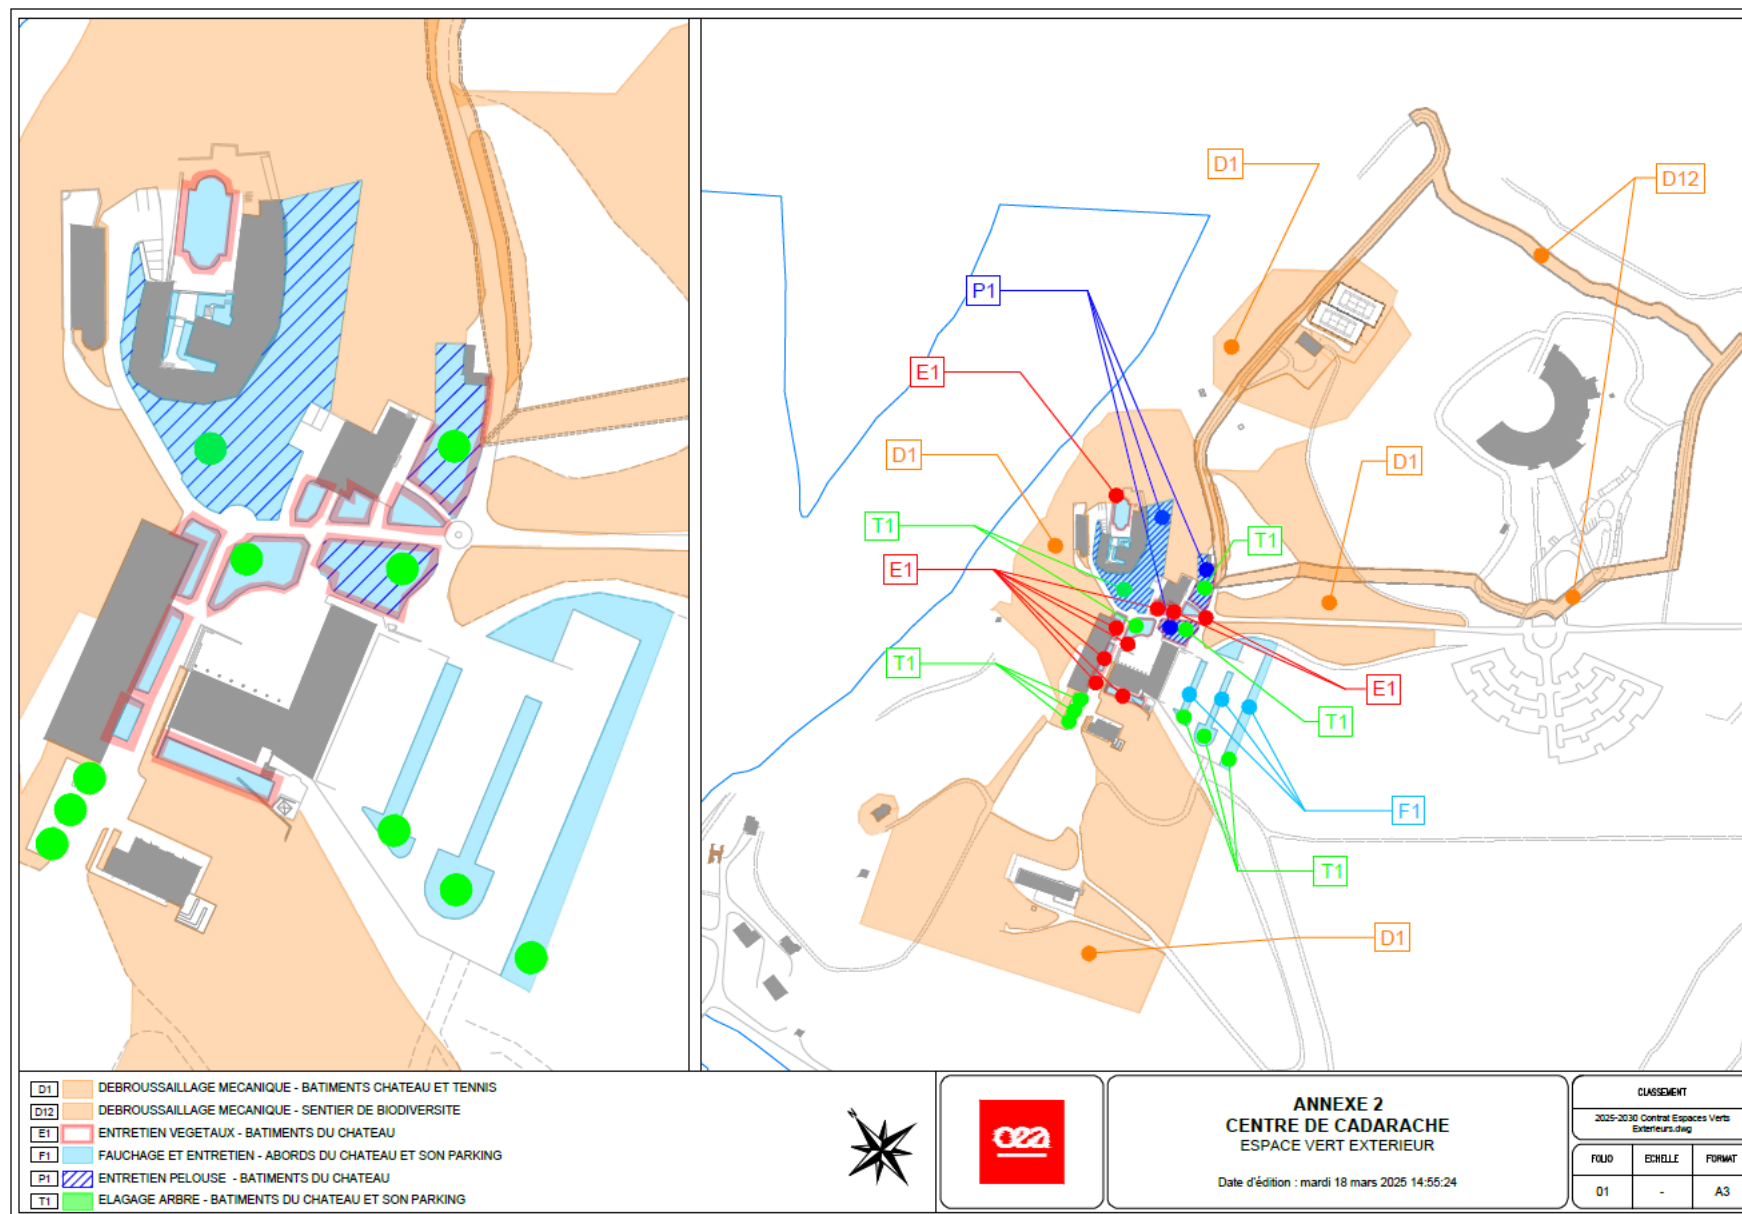 D1
D12
P1
E1
D1
D1
T1
T1
E1
T1
E1
T1
F1
T1
D1
D1 DEBROUSSAILLAGE MECANIQUE - BATIMENTS CHATEAU ET TENNIS
D12 DEBROUSSAILLAGE MECANIQUE - SENTIER DE BIODIVERSITE
E1 ENTRETIEN VEGETAUX - BATIMENTS DU CHATEAU
F1 FAUCHAGE ET ENTRETIEN - ABORDS DU CHATEAU ET SON PARKING
P1 ENTRETIEN PELOUSE - BATIMENTS DU CHATEAU
T1 ELAGAGE ARBRE - BATIMENTS DU CHATEAU ET SON PARKING
N
cea
ANNEXE 2
CENTRE DE CADARACHE
ESPACE VERT EXTERIEUR
Date d'édition : mardi 18 mars 2025 14:55:24
CLASSEMENT
2025-2030 Contrat Espaces Verts
Exterieurs.dwg
FOLIO ECHELLE FORMAT
01 - A3